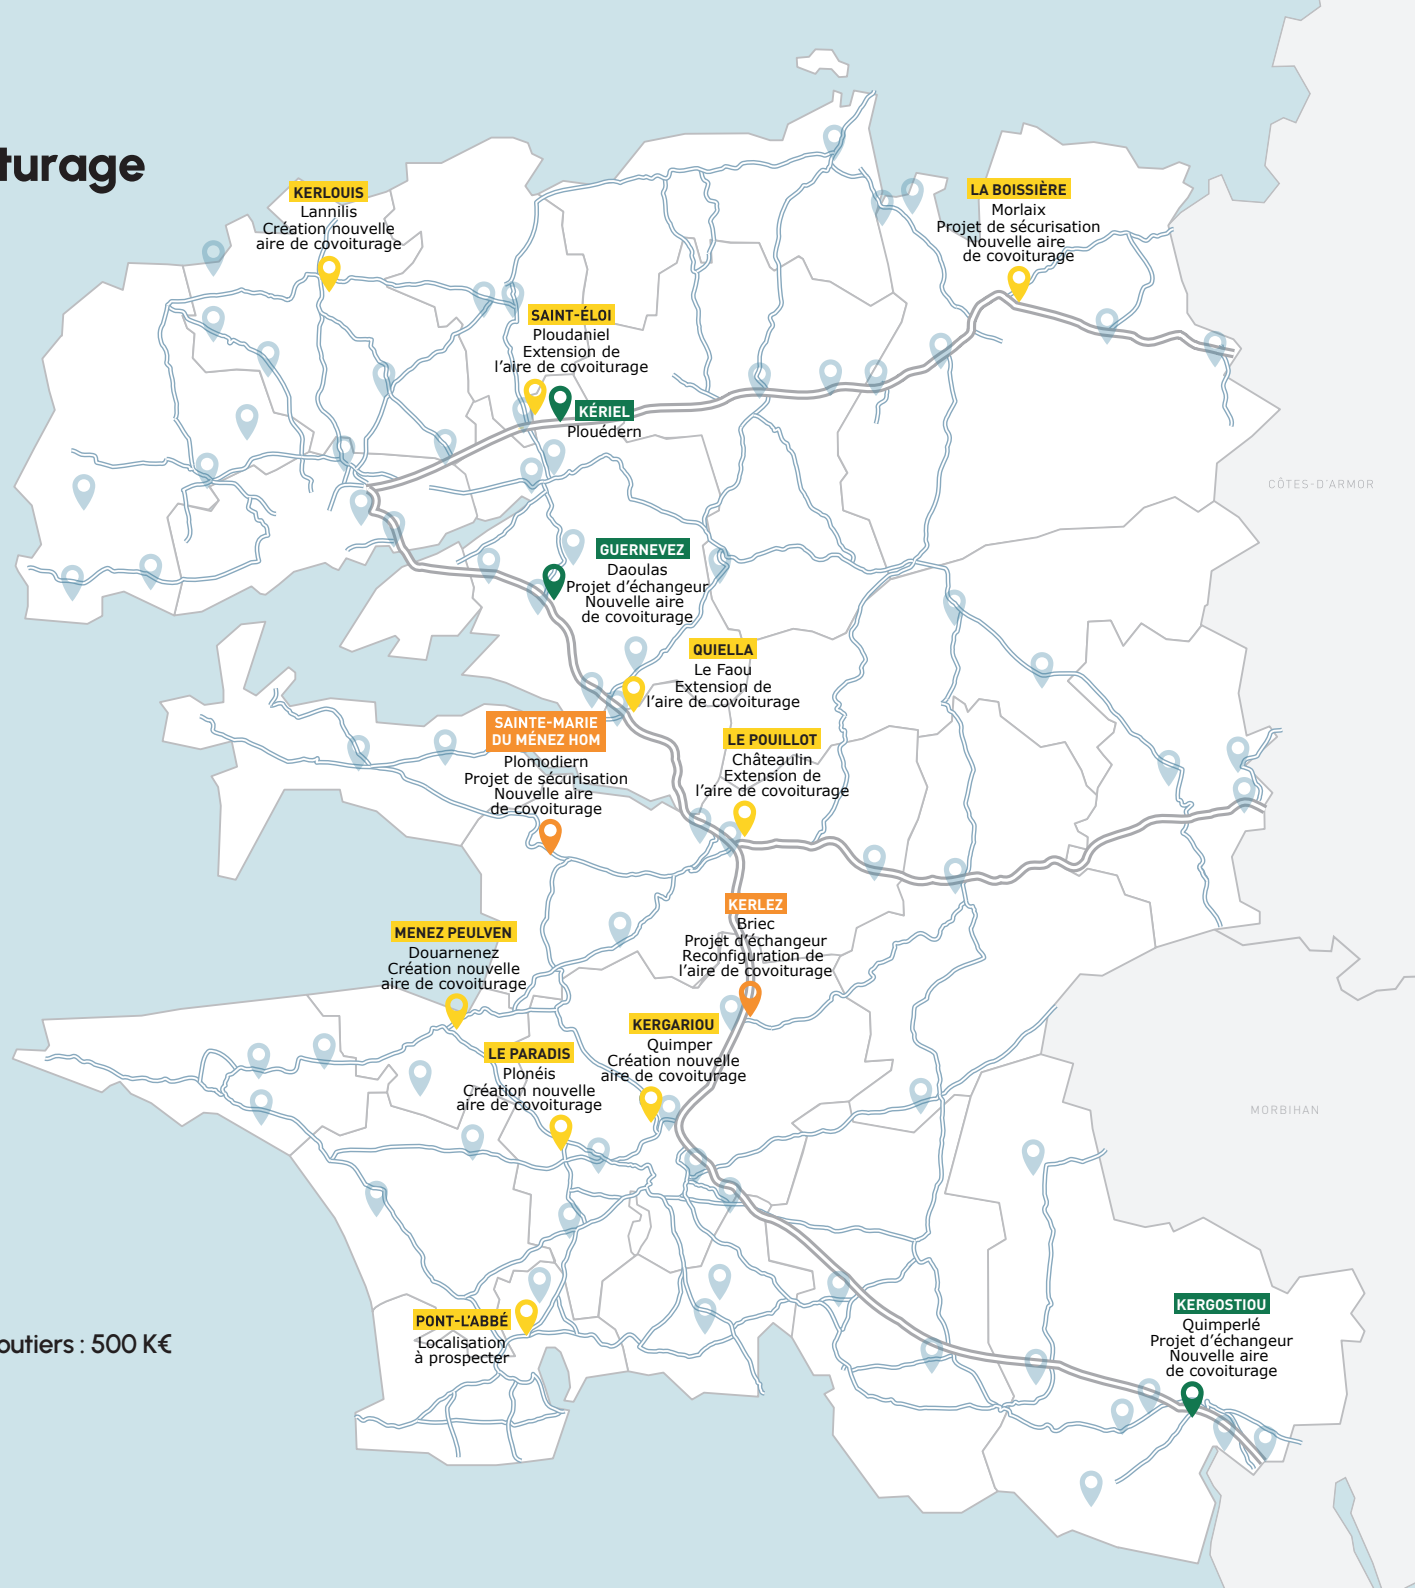 turage
KERLOUIS
Lannilis
Création nouvelle
aire de covoiturage
LA BOISSIÈRE
Morlaix
Projet de sécurisation
Nouvelle aire
de covoiturage
SAINT-ÉLOI
Ploudaniel
Extension de
l'aire de covoiturage
KÉRIEL
Plouédern
CÔTES-D'ARMOR
GUERNEVEZ
Daoulas
Projet d'échangeur
Nouvelle aire
de covoiturage
QUIELLA
Le Faou
Extension de
l'aire de covoiturage
SAINTE-MARIE
DU MÉNEZ HOM
Plomodiern
Projet de sécurisation
Nouvelle aire
de covoiturage
LE POUILLOT
Châteaulin
Extension de
l'aire de covoiturage
KERLEZ
Briec
Projet d'échangeur
Reconfiguration de
l'aire de covoiturage
MENEZ PEULVEN
Douarnenez
Création nouvelle
aire de covoiturage
KERGARIOU
Quimper
Création nouvelle
aire de covoiturage
LE PARADIS
Plonéis
Création nouvelle
aire de covoiturage
MORBIHAN
PONT-L'ABBÉ
Localisation
à prospecter
outiers : 500 K€
KERGOSTIOU
Quimperlé
Projet d'échangeur
Nouvelle aire
de covoiturage